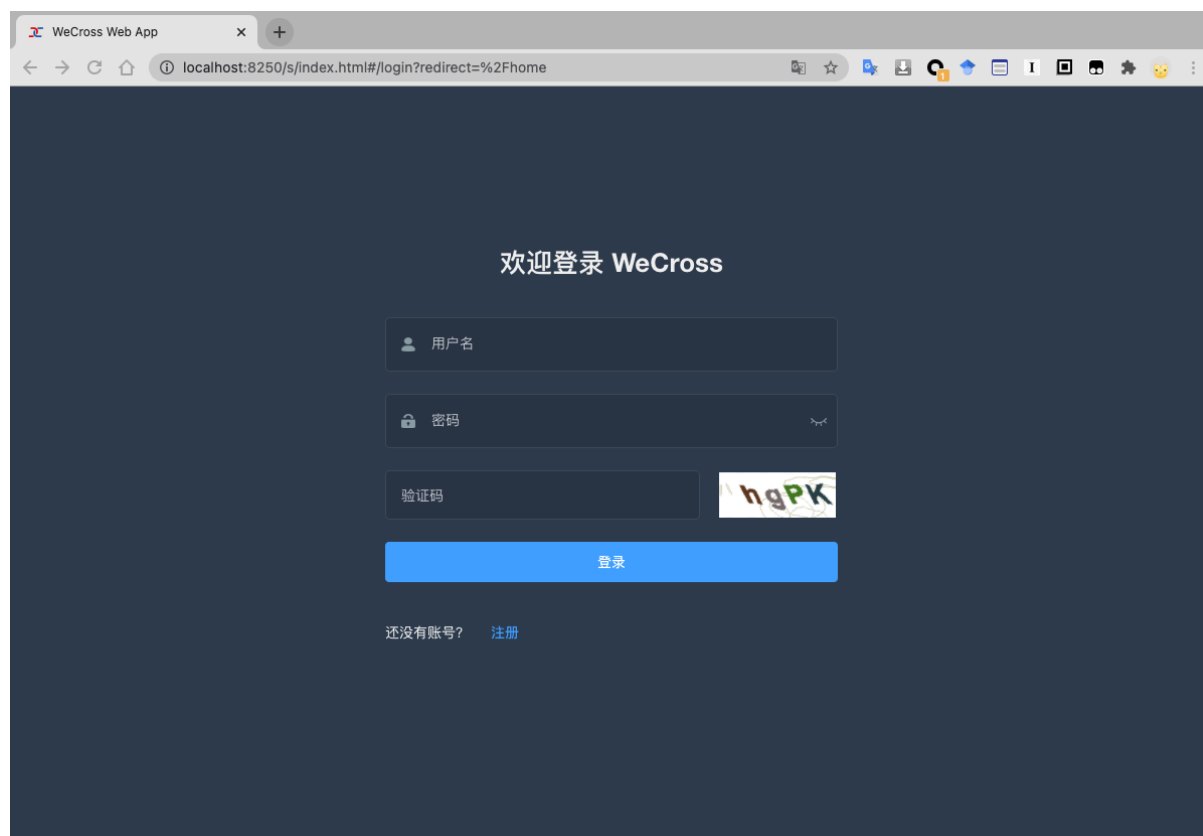 WeCross Web App
localhost:8250/s/index.html#/login?redirect=%2Fhome
1
欢迎登录 WeCross
用户名
密码
验证码
hgPK
登录
还没有账号? 注册